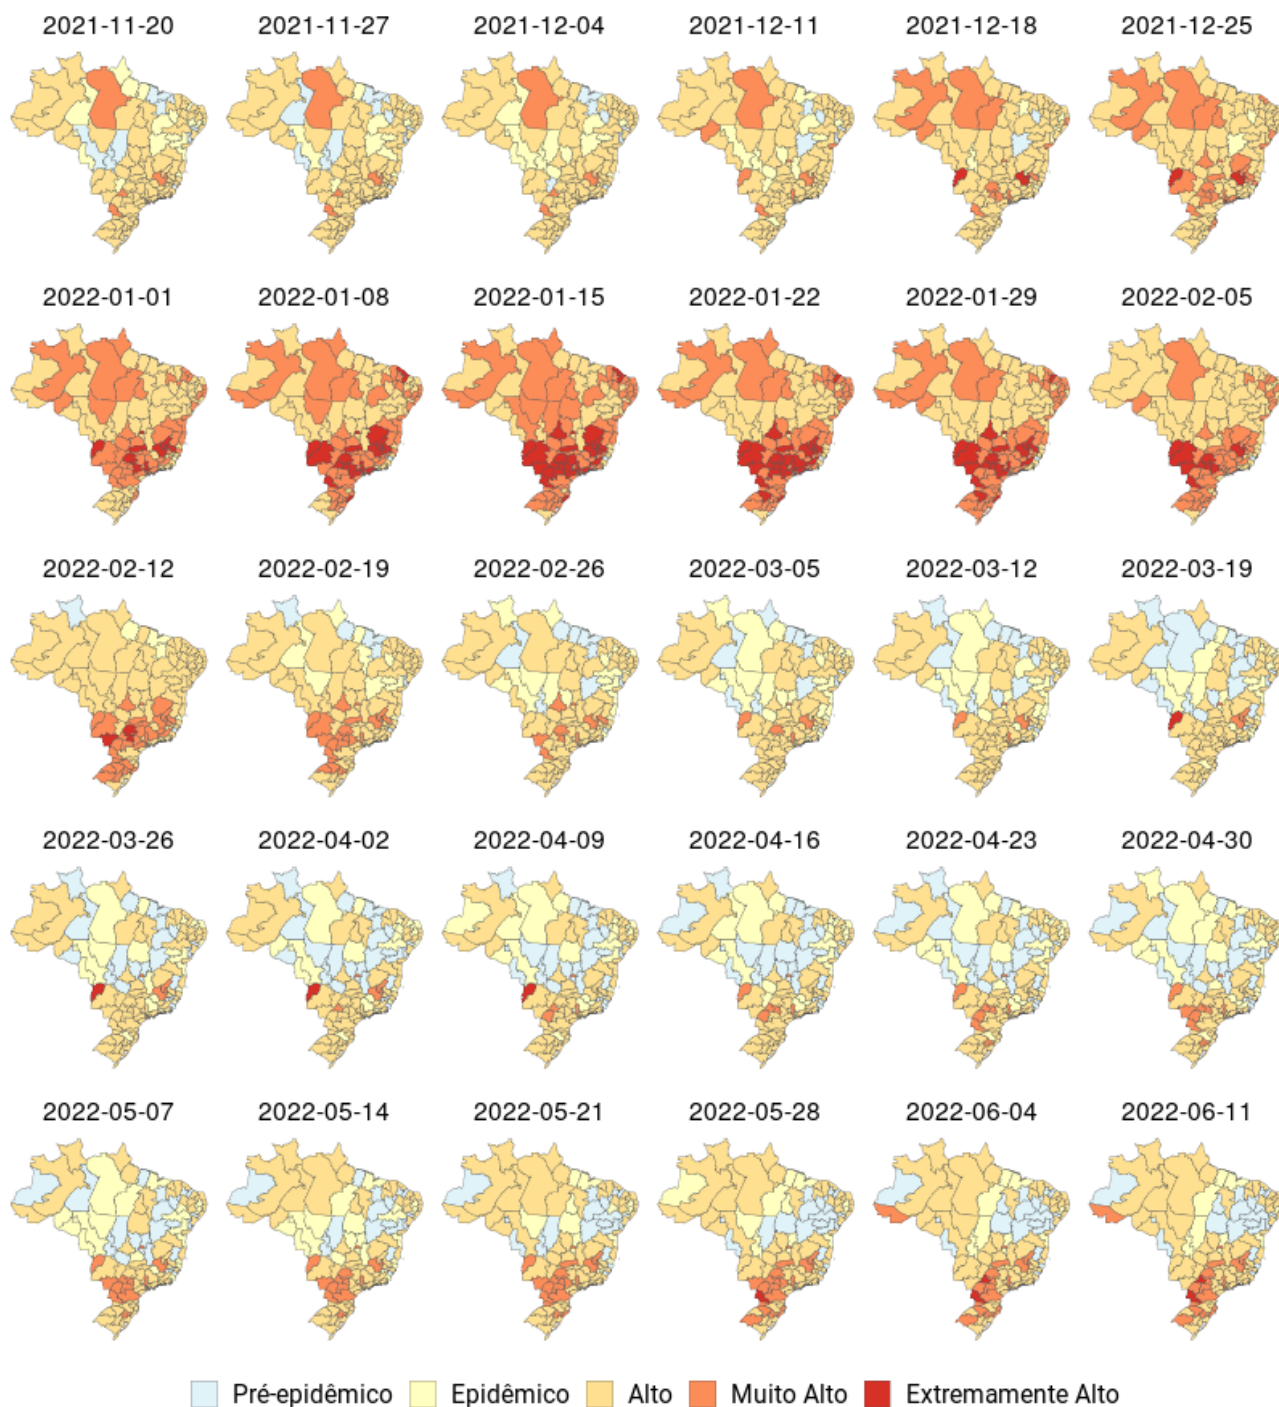 2021-11-20 2021-11-27 2021-12-04 2021-12-11 2021-12-18 2021-12-25
2022-01-01 2022-01-08 2022-01-15 2022-01-22 2022-01-29 2022-02-05
2022-02-12 2022-02-19 2022-02-26 2022-03-05 2022-03-12 2022-03-19
2022-03-26 2022-04-02 2022-04-09 2022-04-16 2022-04-23 2022-04-30
2022-05-07 2022-05-14 2022-05-21 2022-05-28 2022-06-04 2022-06-11
Pré-epidêmico Epidêmico Alto Muito Alto Extremamente Alto